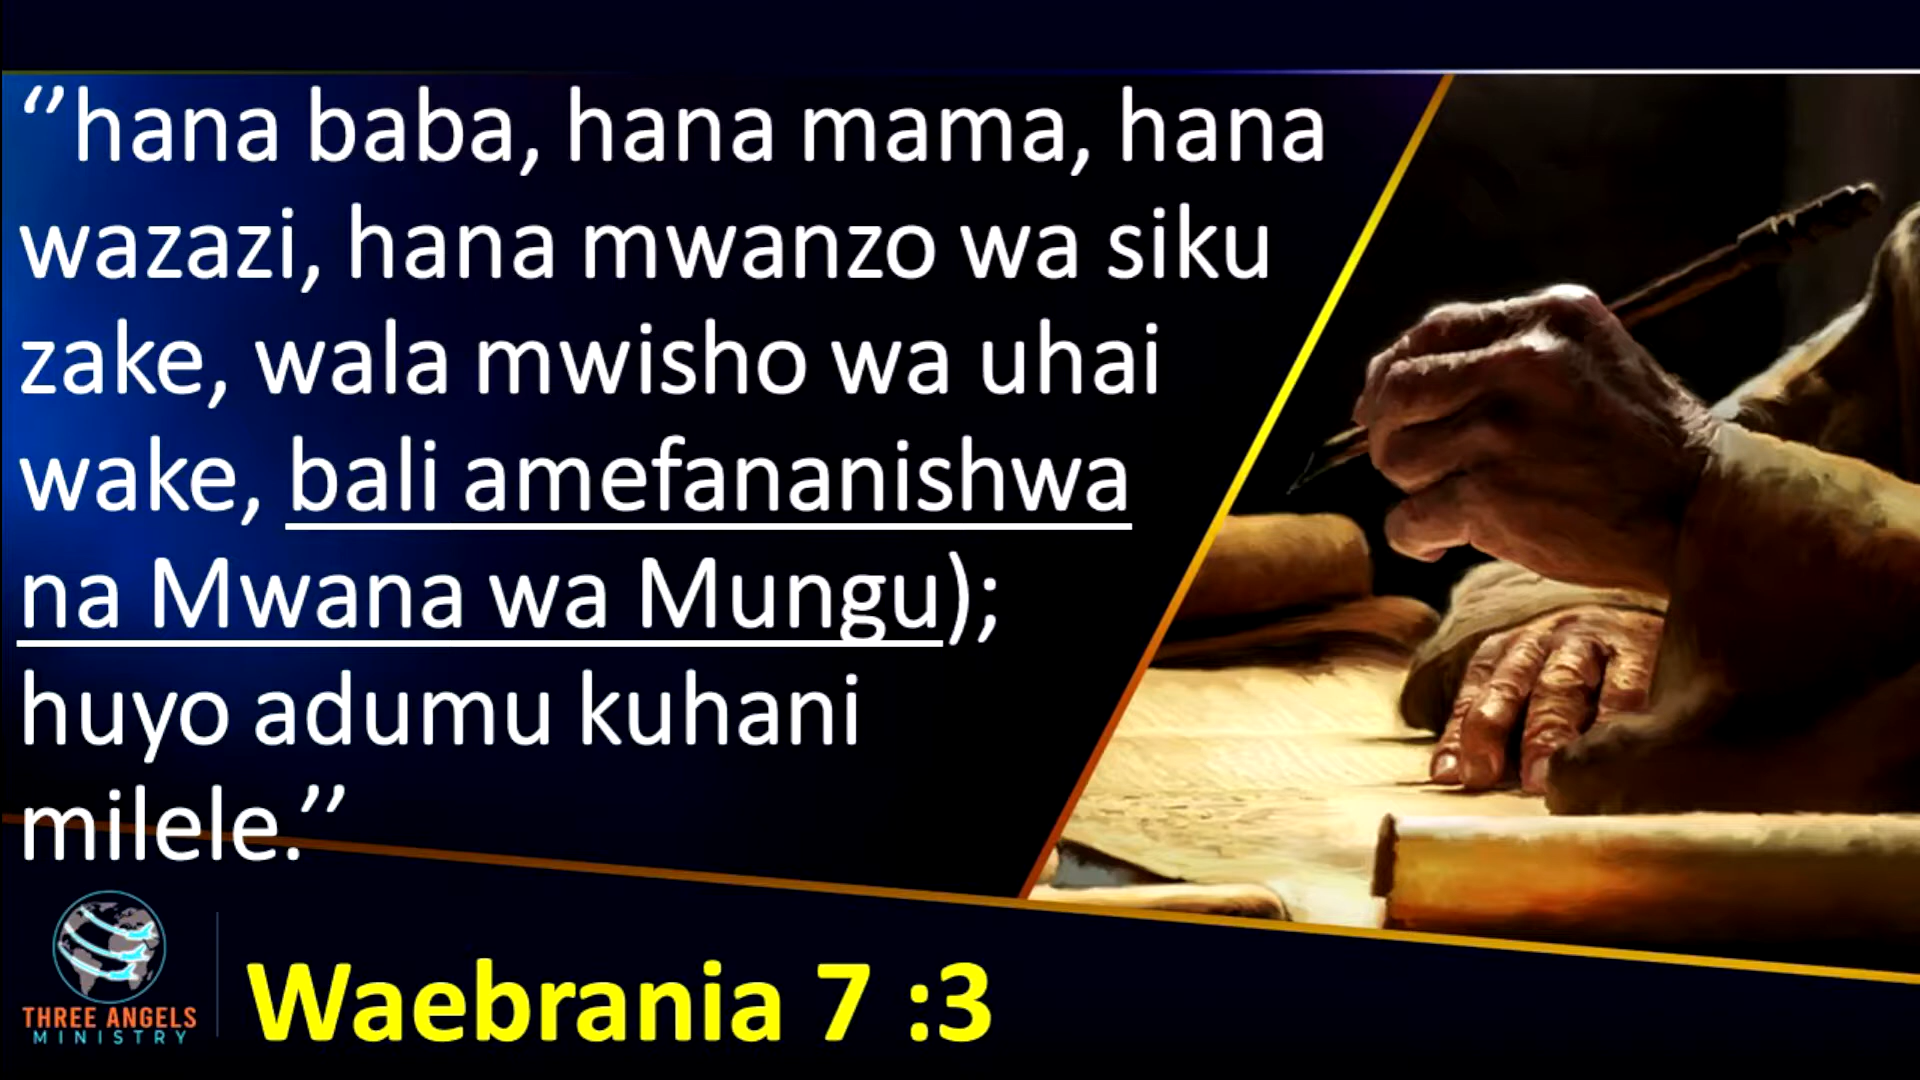 ‘’hana baba, hana mama, hana
wazazi, hana mwanzo wa siku
zake, wala mwisho wa uhai
wake, bali amefananishwa
na Mwana wa Mungu);
huyo adumu kuhani
milele.’’
THREE ANGELS
MINISTRY
Waebrania 7 :3